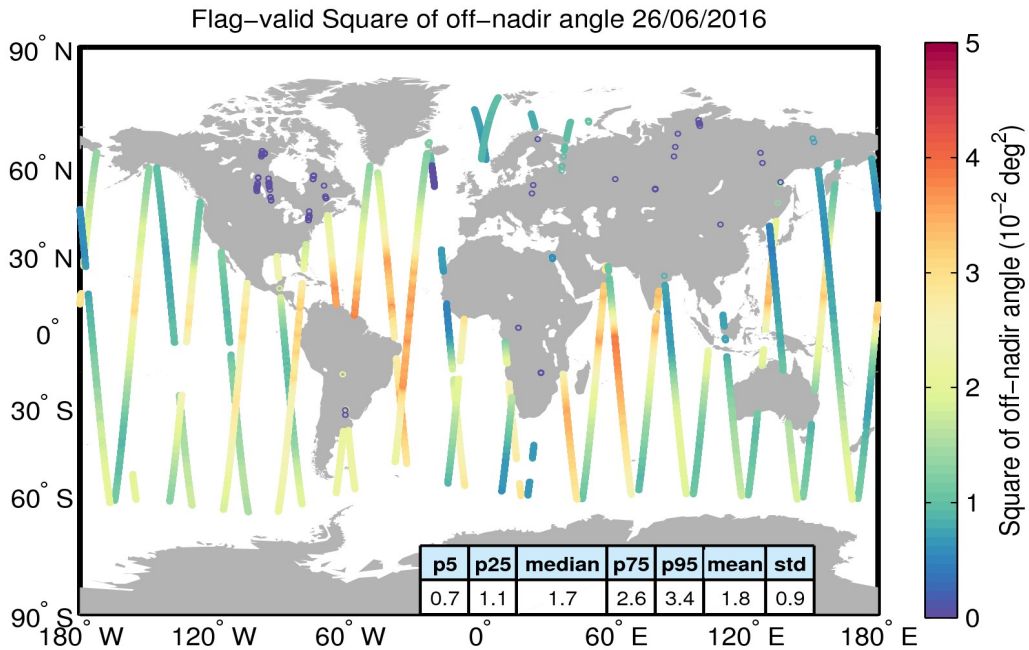 Flag−valid Square of off−nadir angle 26/06/2016
90° N
60° N
30° N
0°
30° S
60° S
90° S
180° W
120° W
60° W
0°
60° E
120° E
180° E
p5 p25 median p75 p95 mean std
0.7 1.1 1.7 2.6 3.4 1.8 0.9
5
4
3
2
1
0
Square of off−nadir angle (10⁻² deg²)